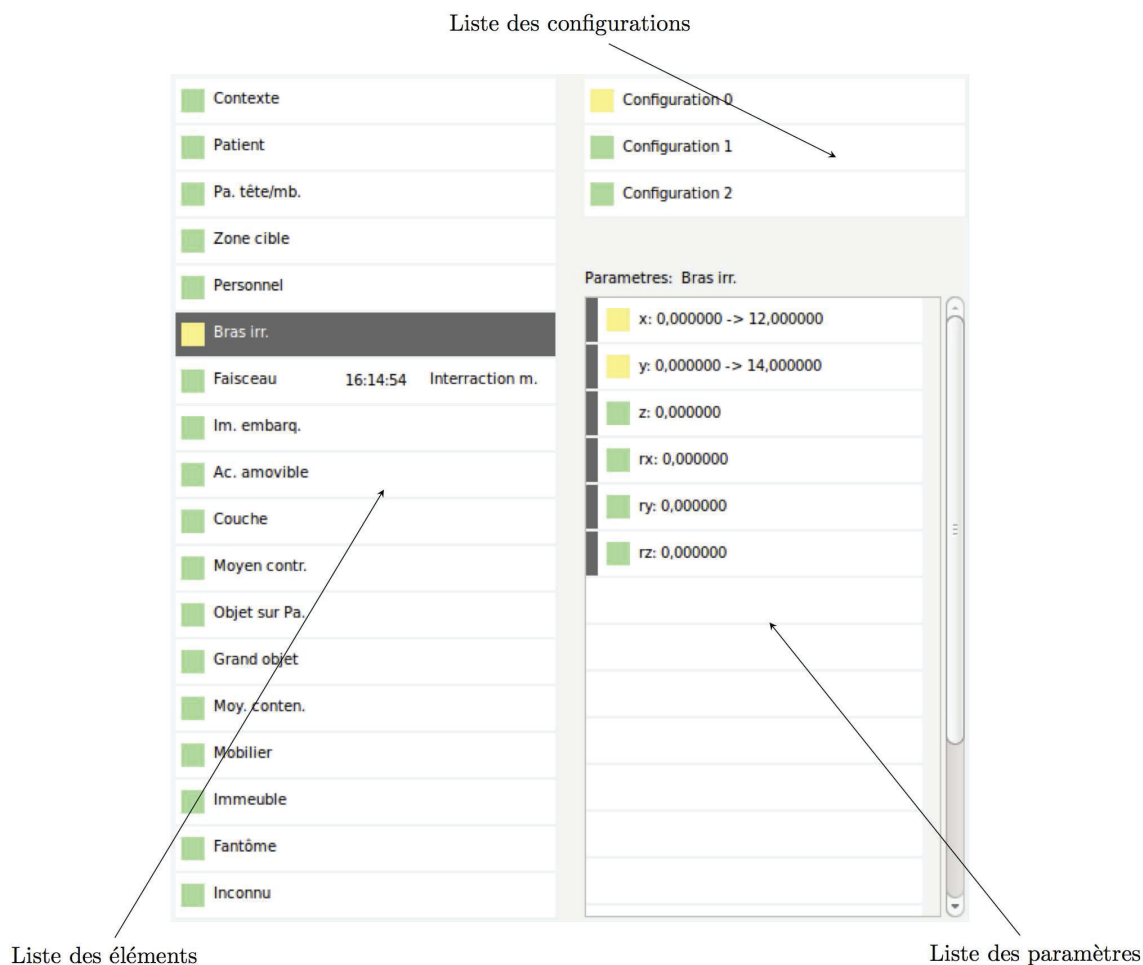 Liste des configurations
Contexte
Patient
Pa. tête/mb.
Zone cible
Personnel
Bras irr.
Faisceau 16:14:54 Interraction m.
Im. embarq.
Ac. amovible
Couche
Moyen contr.
Objet sur Pa.
Grand objet
Moy. conten.
Mobilier
Immeuble
Fantôme
Inconnu
Configuration 0
Configuration 1
Configuration 2
Parametres: Bras irr.
x: 0,000000 -> 12,000000
y: 0,000000 -> 14,000000
z: 0,000000
rx: 0,000000
ry: 0,000000
rz: 0,000000
Liste des éléments
Liste des paramètres